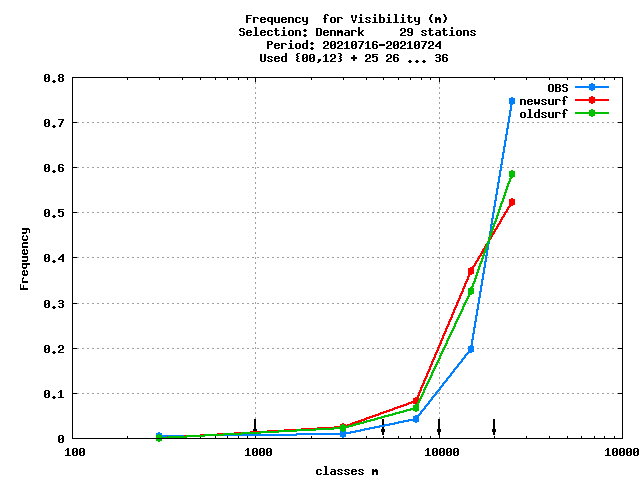 Frequency  for Visibility (m)
Selection: Denmark     29 stations
Period: 20210716-20210724
Used {00,12} + 25 26 ... 36
0.8
0.7
0.6
0.5
0.4
0.3
0.2
0.1
0
Frequency
OBS
newsurf
oldsurf
100 1000 10000 10000
classes m